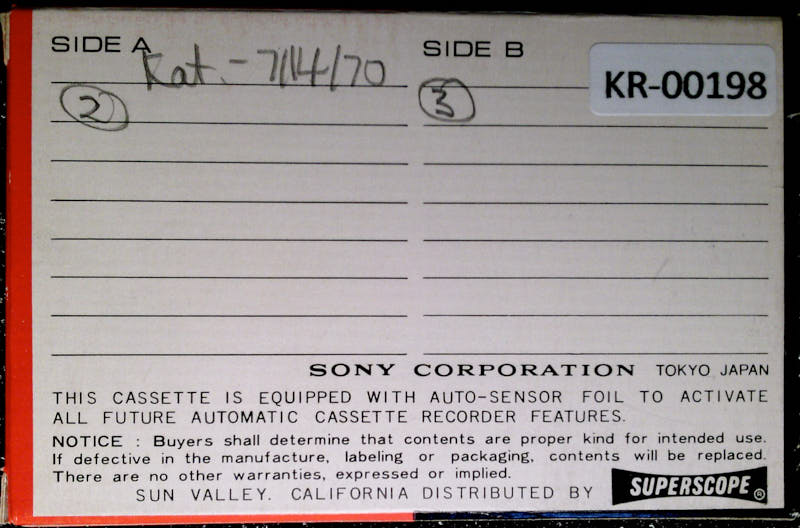 SIDE A
Kat. - 7/14/70
2
SIDE B
KR-00198
3
SONY CORPORATION TOKYO JAPAN
THIS CASSETTE IS EQUIPPED WITH AUTO-SENSOR FOIL TO ACTIVATE
ALL FUTURE AUTOMATIC CASSETTE RECORDER FEATURES.
NOTICE : Buyers shall determine that contents are proper kind for intended use.
If defective in the manufacture, labeling or packaging, contents will be replaced.
There are no other warranties, expressed or implied.
SUN VALLEY. CALIFORNIA DISTRIBUTED BY SUPERSCOPE®